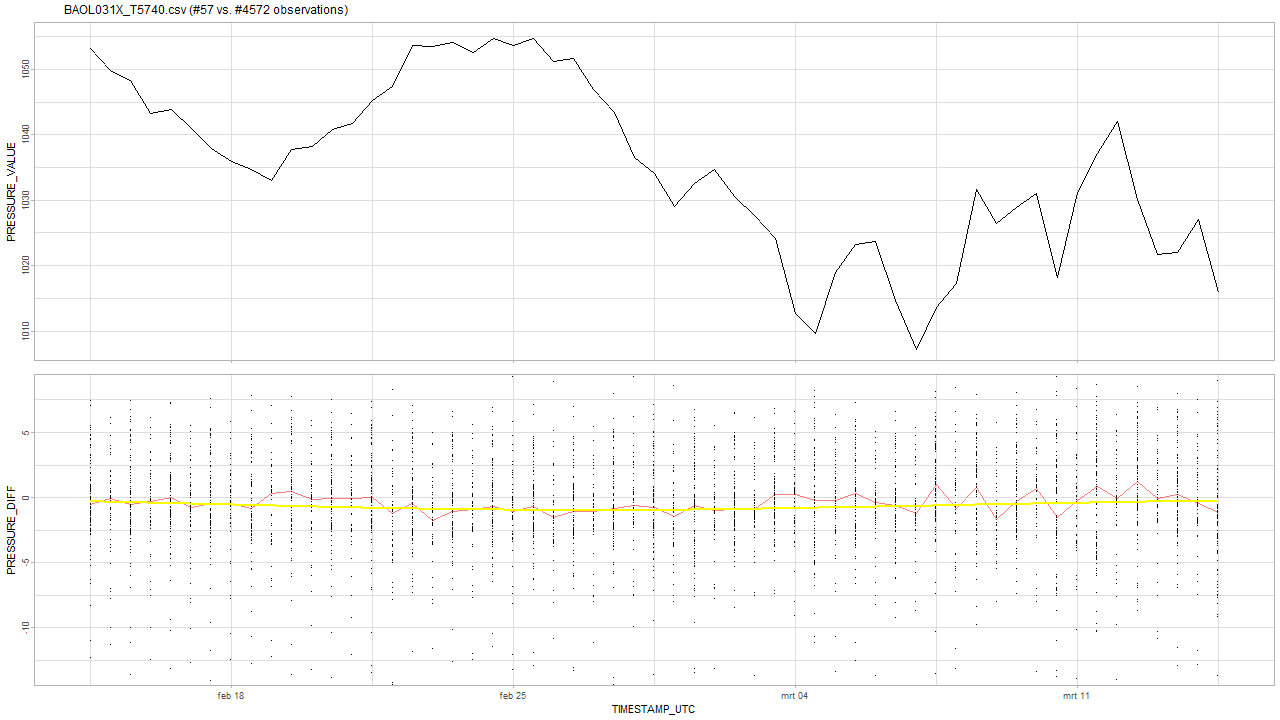 BAOL031X_T5740.csv (#57 vs. #4572 observations)
PRESSURE_VALUE
1050
1040
1030
1020
1010
PRESSURE_DIFF
5
0
-5
-10
feb 18
feb 25
mrt 04
mrt 11
TIMESTAMP_UTC